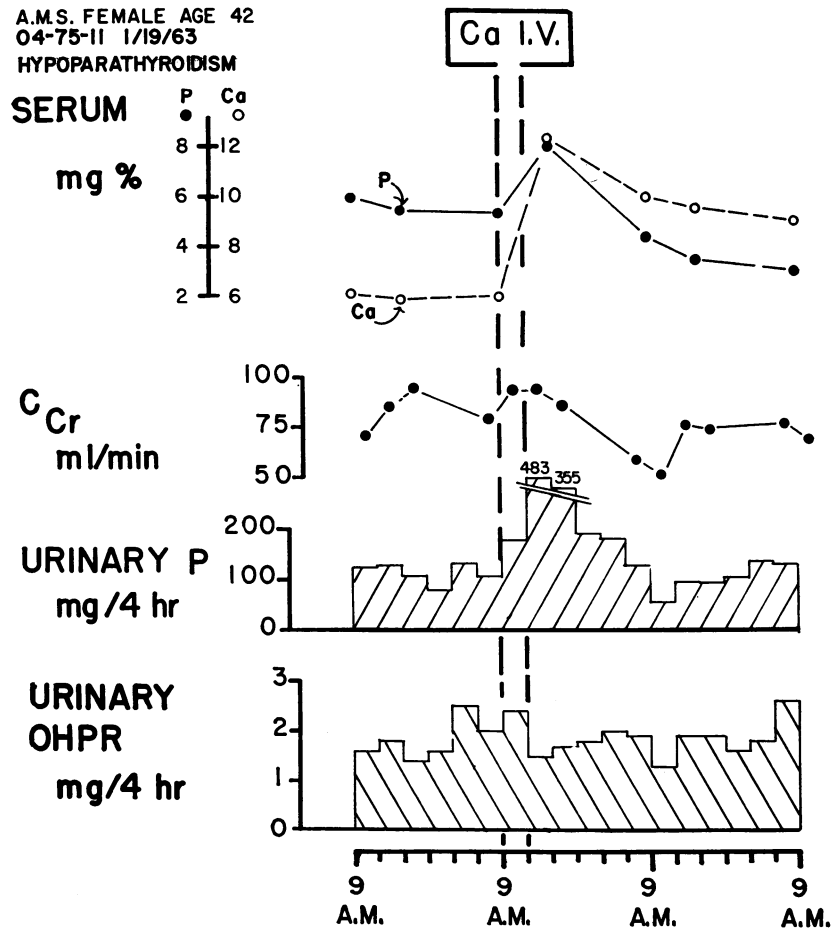 A.M.S. FEMALE AGE 42
04-75-11 1/19/63
HYPOPARATHYROIDISM
Ca I.V.
SERUM
P Ca
mg %
8 12
6 10
4 8
2 6
P
Ca
C Cr
ml/min
100
75
50
483 355
URINARY P
mg/4 hr
200
100
0
URINARY
OHPR
mg/4 hr
3
2
1
0
9 9 9 9
A.M. A.M. A.M. A.M.